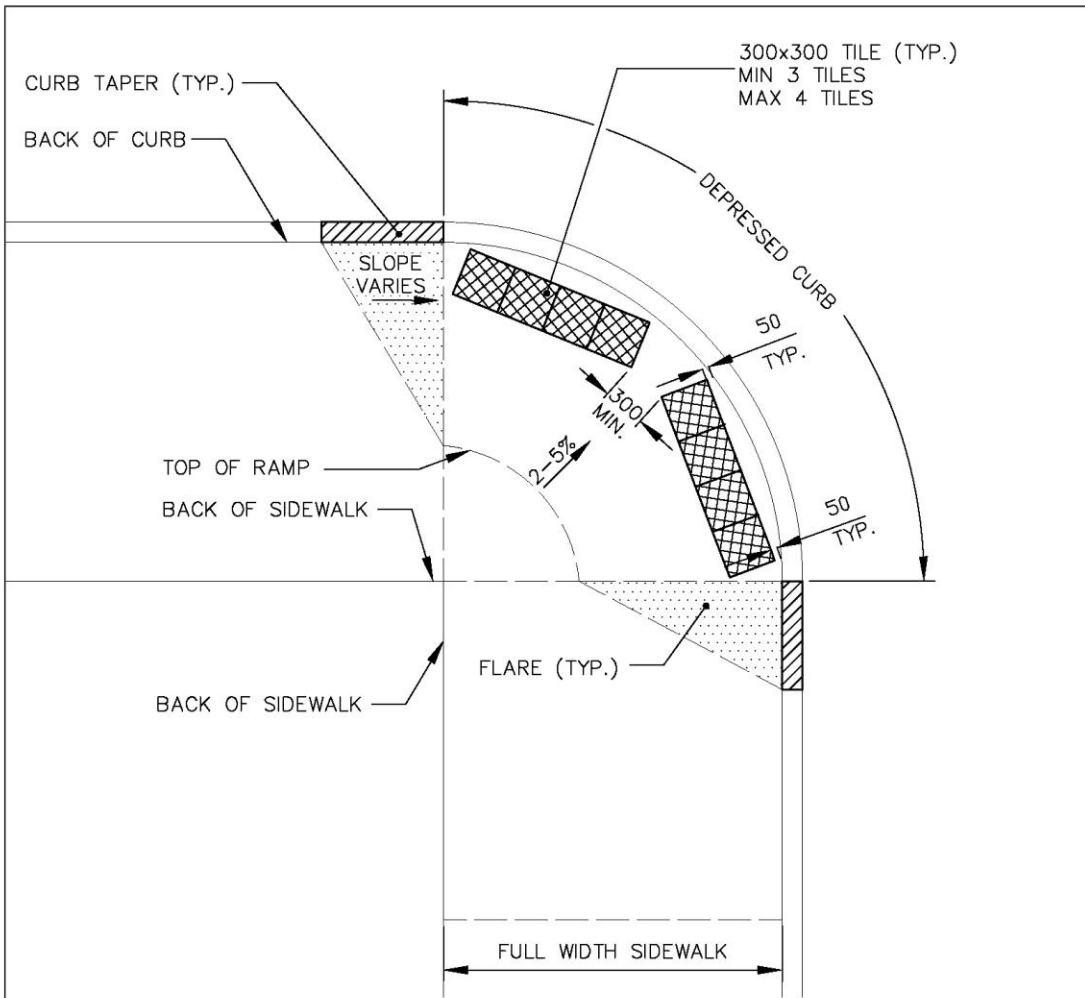 300x300 TILE (TYP.)
MIN 3 TILES
MAX 4 TILES
CURB TAPER (TYP.)
BACK OF CURB
DEPRESSED CURB
SLOPE
VARIES
50
TYP.
300
MIN.
2-5%
TOP OF RAMP
BACK OF SIDEWALK
50
TYP.
FLARE (TYP.)
BACK OF SIDEWALK
FULL WIDTH SIDEWALK